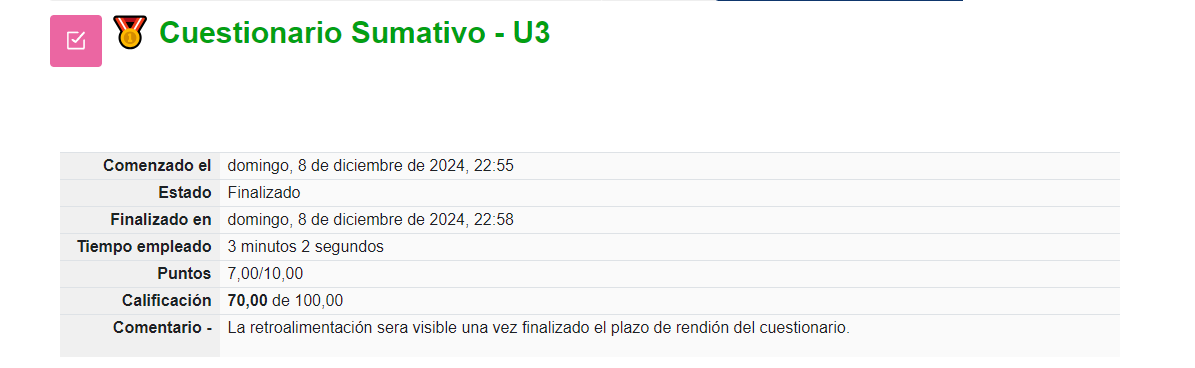 Cuestionario Sumativo - U3
Comenzado el domingo, 8 de diciembre de 2024, 22:55
Estado Finalizado
Finalizado en domingo, 8 de diciembre de 2024, 22:58
Tiempo empleado 3 minutos 2 segundos
Puntos 7,00/10,00
Calificación 70,00 de 100,00
Comentario - La retroalimentación sera visible una vez finalizado el plazo de rendión del cuestionario.